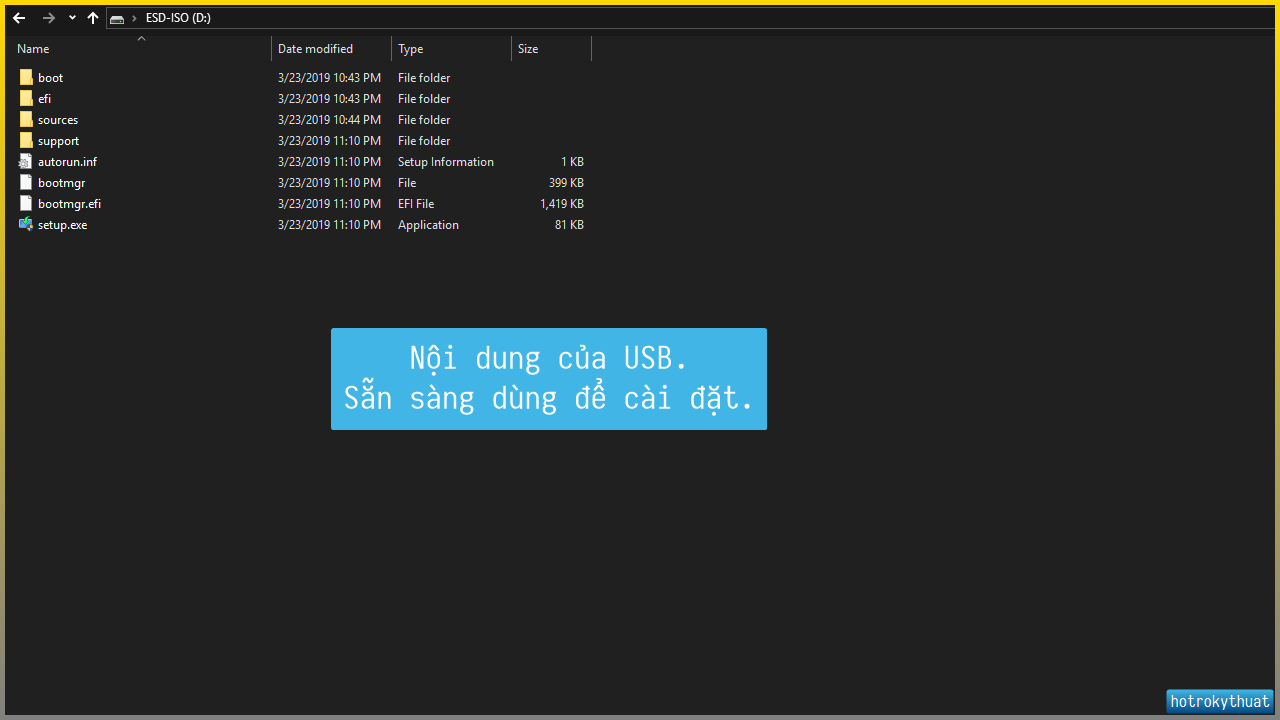 ESD-ISO (D:)
Name Date modified Type Size
boot 3/23/2019 10:43 PM File folder
efi 3/23/2019 10:43 PM File folder
sources 3/23/2019 10:44 PM File folder
support 3/23/2019 11:10 PM File folder
autorun.inf 3/23/2019 11:10 PM Setup Information 1 KB
bootmgr 3/23/2019 11:10 PM File 399 KB
bootmgr.efi 3/23/2019 11:10 PM EFI File 1,419 KB
setup.exe 3/23/2019 11:10 PM Application 81 KB
Nội dung của USB.
Sẵn sàng dùng để cài đặt.
hotrokythuat